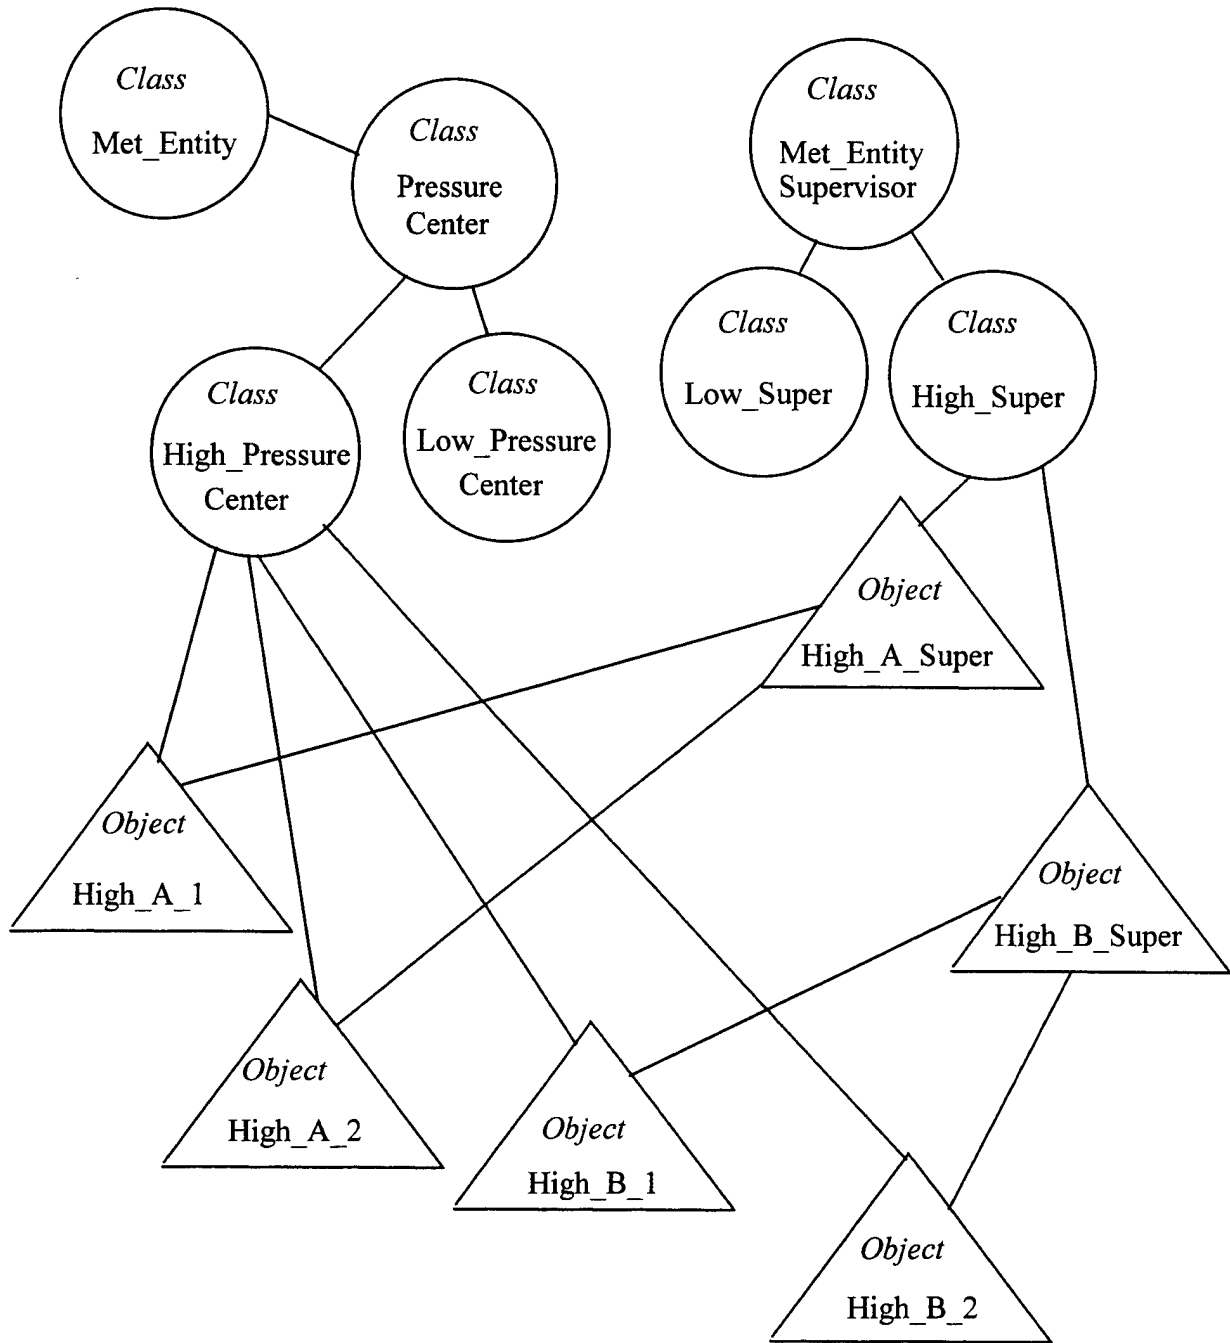 Class
Met_Entity
Class
Pressure
Center
Class
Met_Entity
Supervisor
Class
High_Pressure
Center
Class
Low_Pressure
Center
Class
Low_Super
Class
High_Super
Object
High_A_Super
Object
High_A_1
Object
High_B_Super
Object
High_A_2
Object
High_B_1
Object
High_B_2